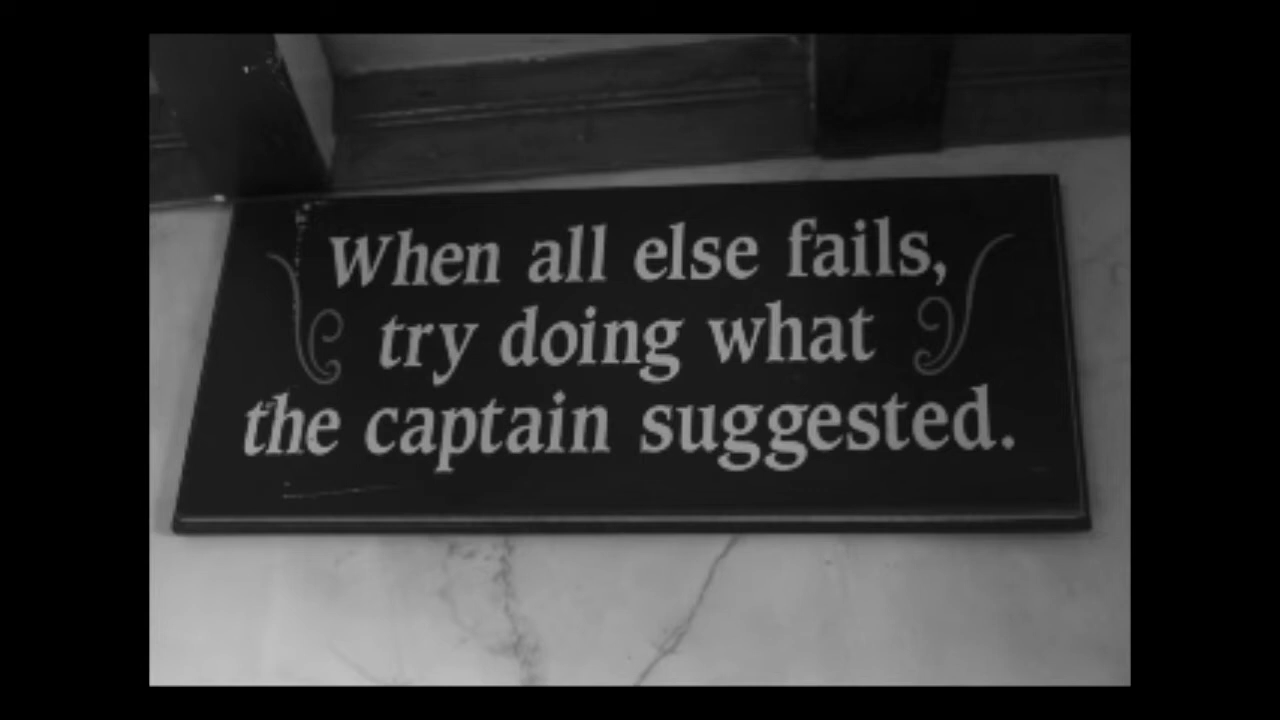 When all else fails,
try doing what
the captain suggested.